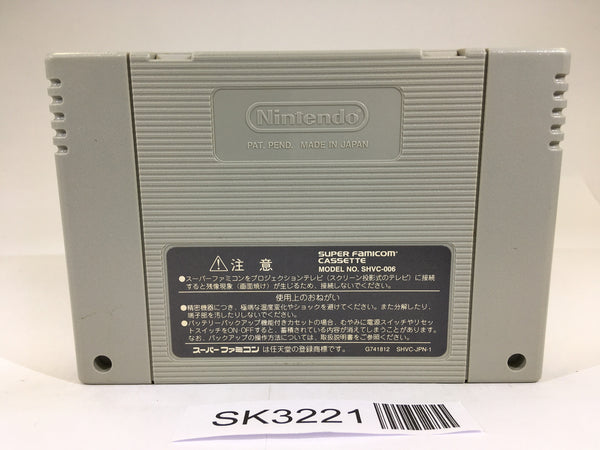 Nintendo
PAT. PEND. MADE IN JAPAN
注意
SUPER FAMICOM
CASSETTE
MODEL NO. SHVC-006
●スーパーファミコンをプロジェクションテレビ(スクリーン投影式のテレビ)に接続
すると残像現象(画面焼け)が生じるため、接続しないでください。
使用上のおねがい
●精密機器につき、極端な温度変化やショックを避けてください。また分解したり、
端子部を汚したりしないでください。
●バッテリーバックアップ機能付きカセットの場合、むやみに電源スイッチやリセッ
トスイッチをON・OFFすると、蓄積されている内容が消えてしまうことがあります。
なお、バックアップの操作方法については、取扱説明書をご参照ください。
スーパーファミコンは任天堂の登録商標です。 G741812 SHVC-JPN-1
SK3221